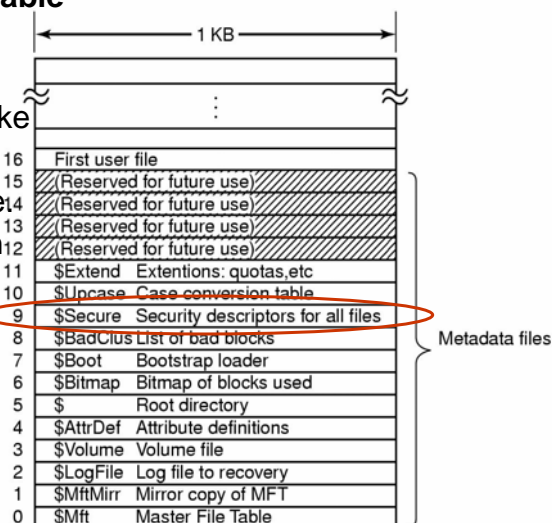 able
1 KB
ke
16 First user file
15 (Reserved for future use)
e.14 (Reserved for future use)
13 (Reserved for future use)
12 (Reserved for future use)
11 $Extend Extentions: quotas,etc
10 $Upcase Case conversion table
9 $Secure Security descriptors for all files
8 $BadClus List of bad blocks
Metadata files
7 $Boot Bootstrap loader
6 $Bitmap Bitmap of blocks used
5 $ Root directory
4 $AttrDef Attribute definitions
3 $Volume Volume file
2 $LogFile Log file to recovery
1 $MftMirr Mirror copy of MFT
0 $Mft Master File Table